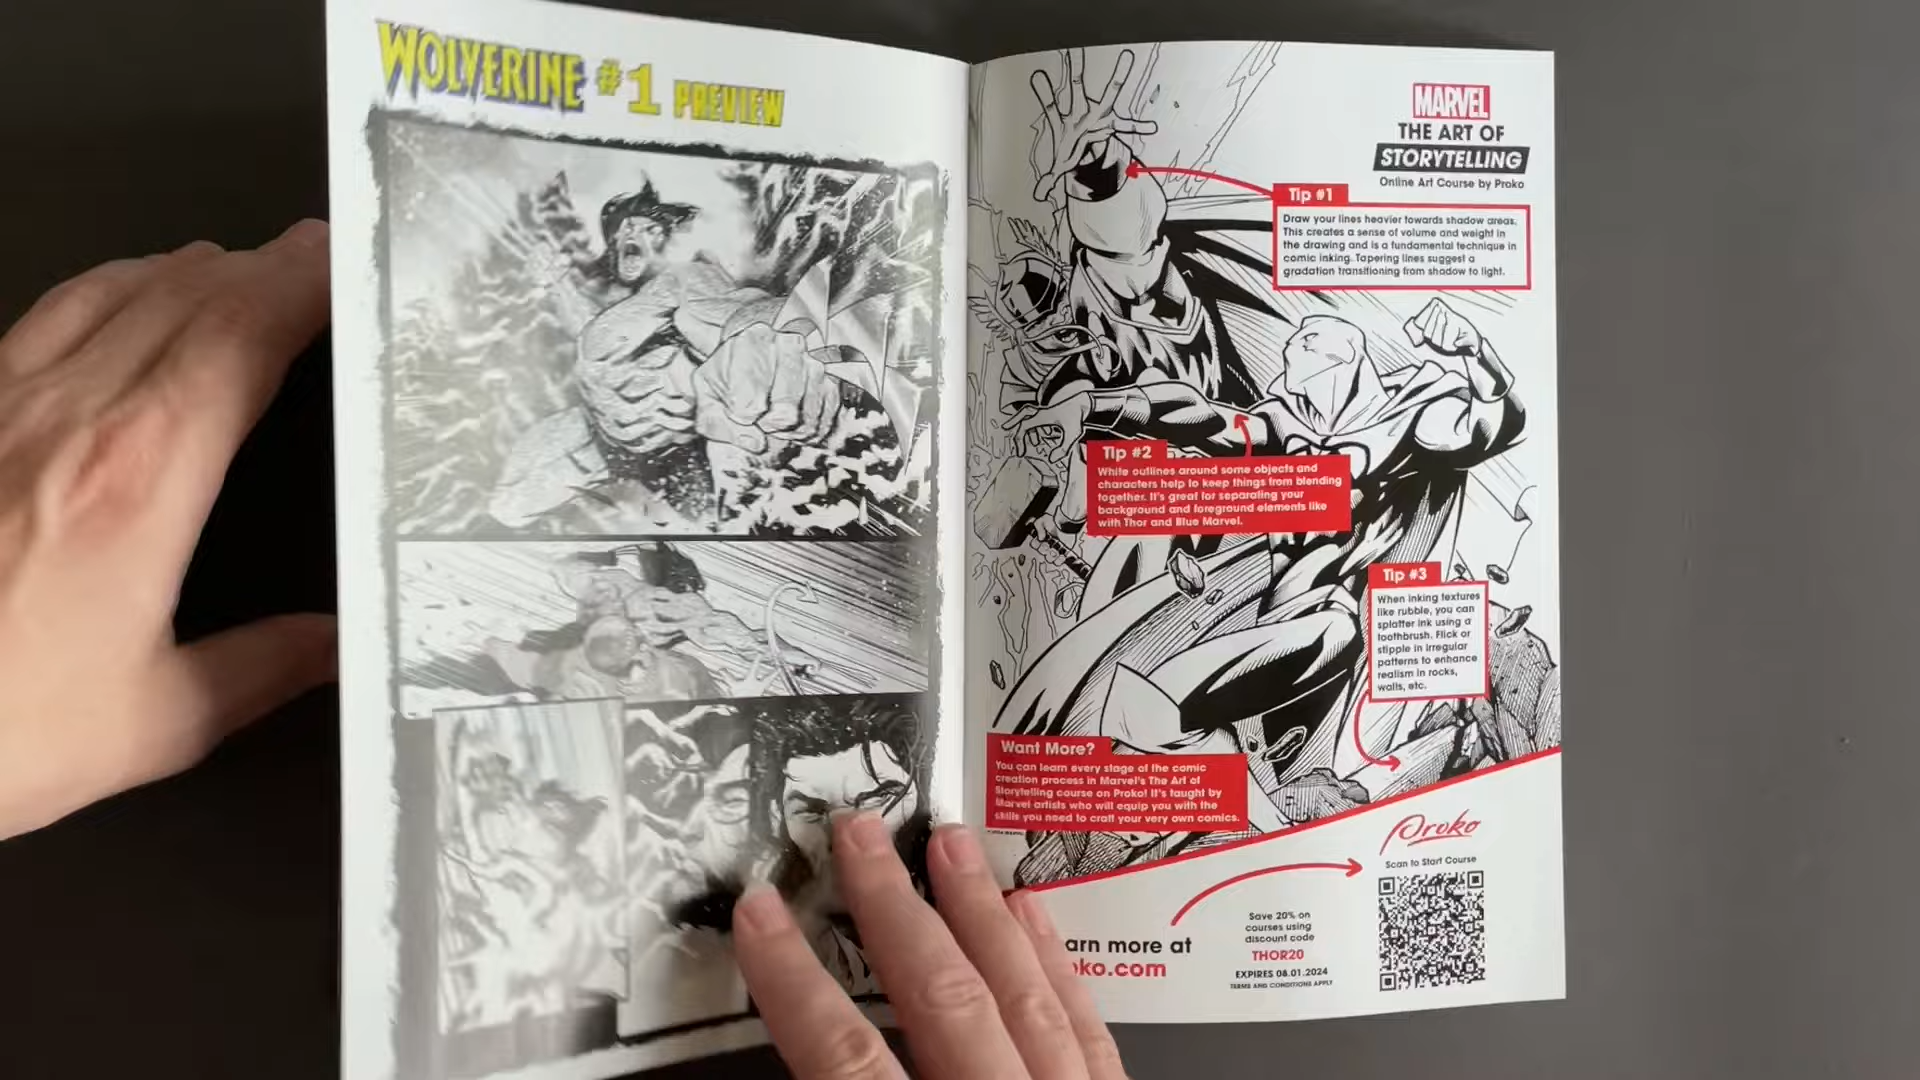 WOLVERINE #1 PREVIEW
MARVEL
THE ART OF
STORYTELLING
Online Art Course by Proko
Tip #1
Draw your lines heavier towards shadow areas.
This creates a sense of volume and weight in
the drawing and is a fundamental technique in
comic inking. Tapering lines suggest a
gradation transitioning from shadow to light.
Tip #2
White outlines around some objects and
characters help to keep things from blending
together. It's great for separating your
background and foreground elements like
with Thor and Blue Marvel.
Tip #3
When inking textures
like rubble, you can
splatter ink using a
toothbrush. Flick or
stipple in irregular
patterns to enhance
realism in rocks,
walls, etc.
Want More?
You can learn every stage of the comic
creation process in Marvel's The Art of
Storytelling course on Proko! It's taught by
Marvel artists who will equip you with the
skills you need to craft your very own comics.
Proko
Scan to Start Course
Save 20% on
courses using
discount code
THOR20
EXPIRES 08.01.2024
TERMS AND CONDITIONS APPLY
arn more at
oko.com